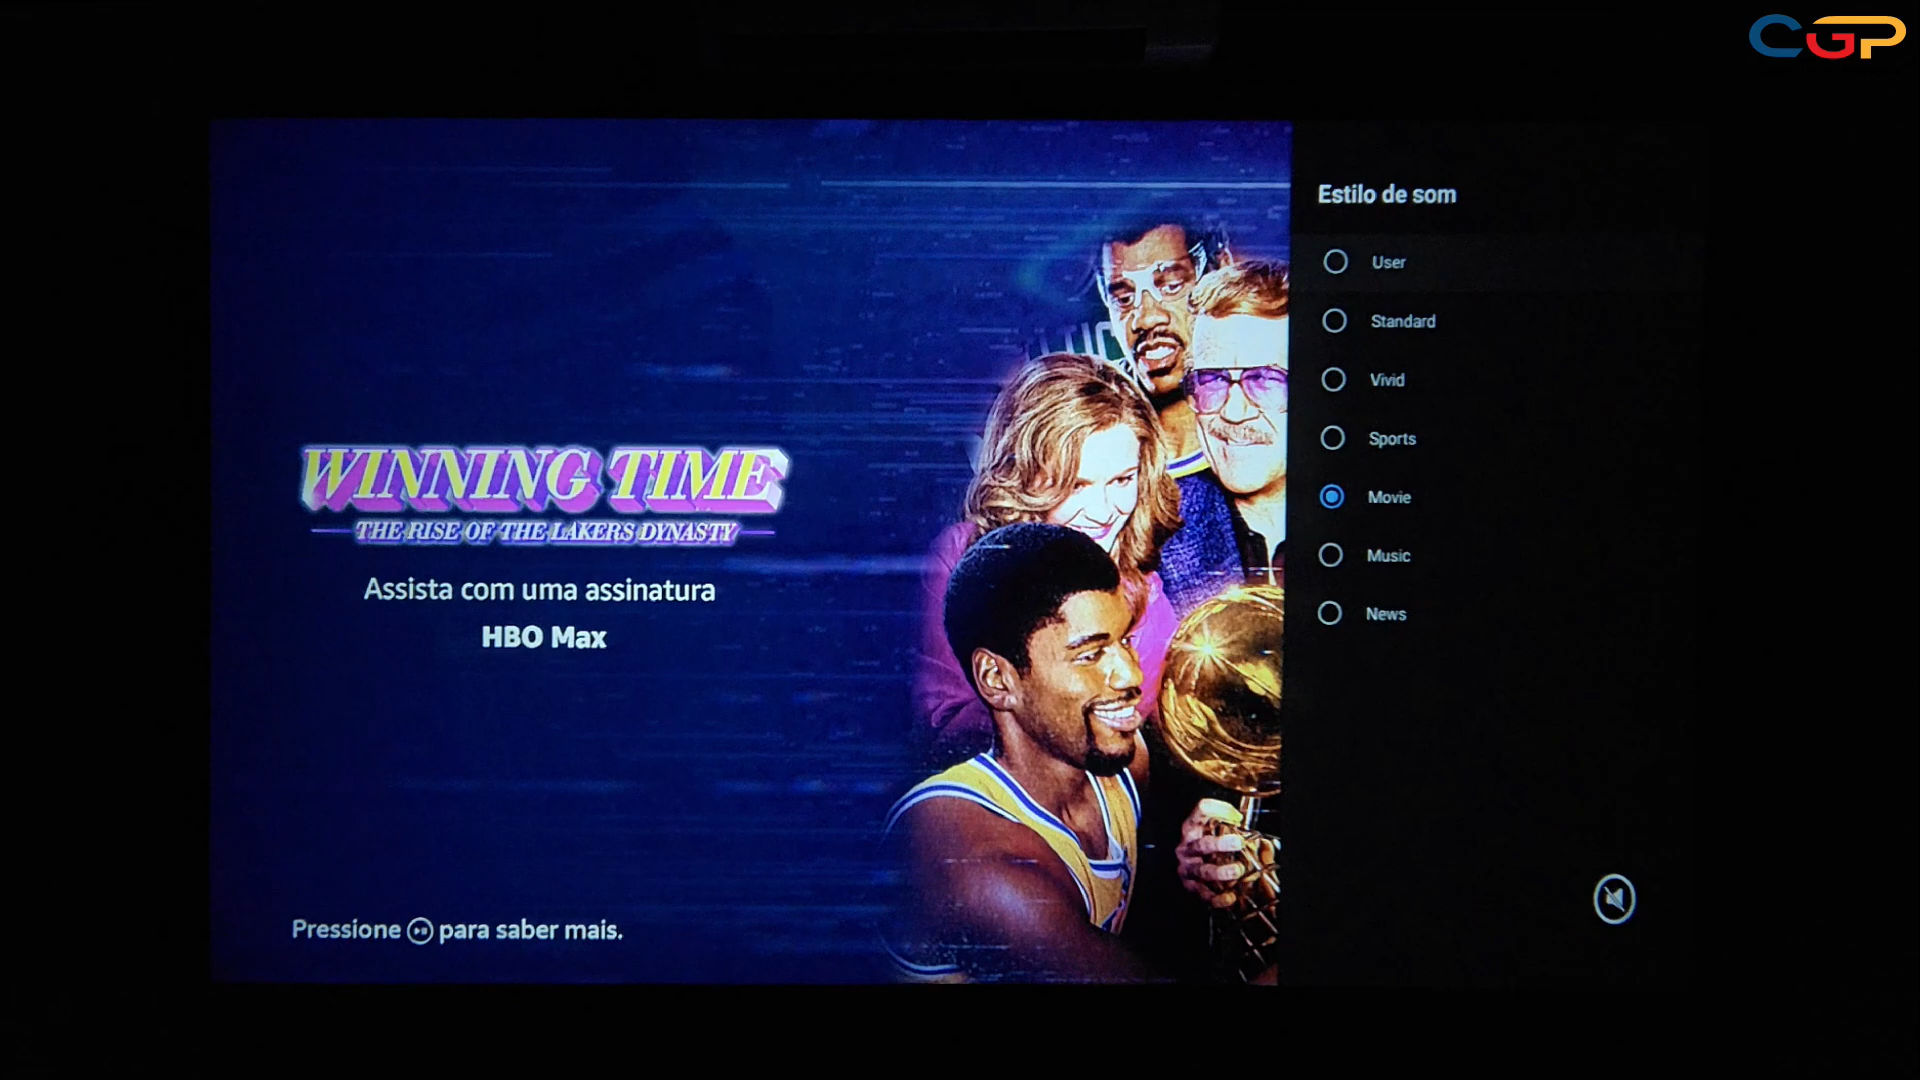 CGP
WINNING TIME
THE RISE OF THE LAKERS DYNASTY
Assista com uma assinatura
HBO Max
Pressione para saber mais.
Estilo de som
User
Standard
Vivid
Sports
Movie
Music
News